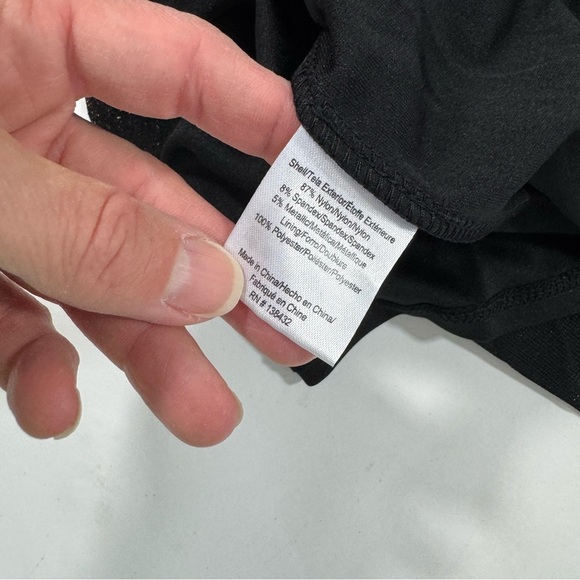 Shell/Tela Exterior/Étoffe Extérieure
87% Nylon/Nylon/Nylon
8% Spandex/Spandex/Spandex
5% Metallic/Metálica/Métallique
Lining/Forro/Doublure
100% Polyester/Poliéster/Polyester
Made in China/Hecho en China/
Fabriqué en Chine
RN # 138432